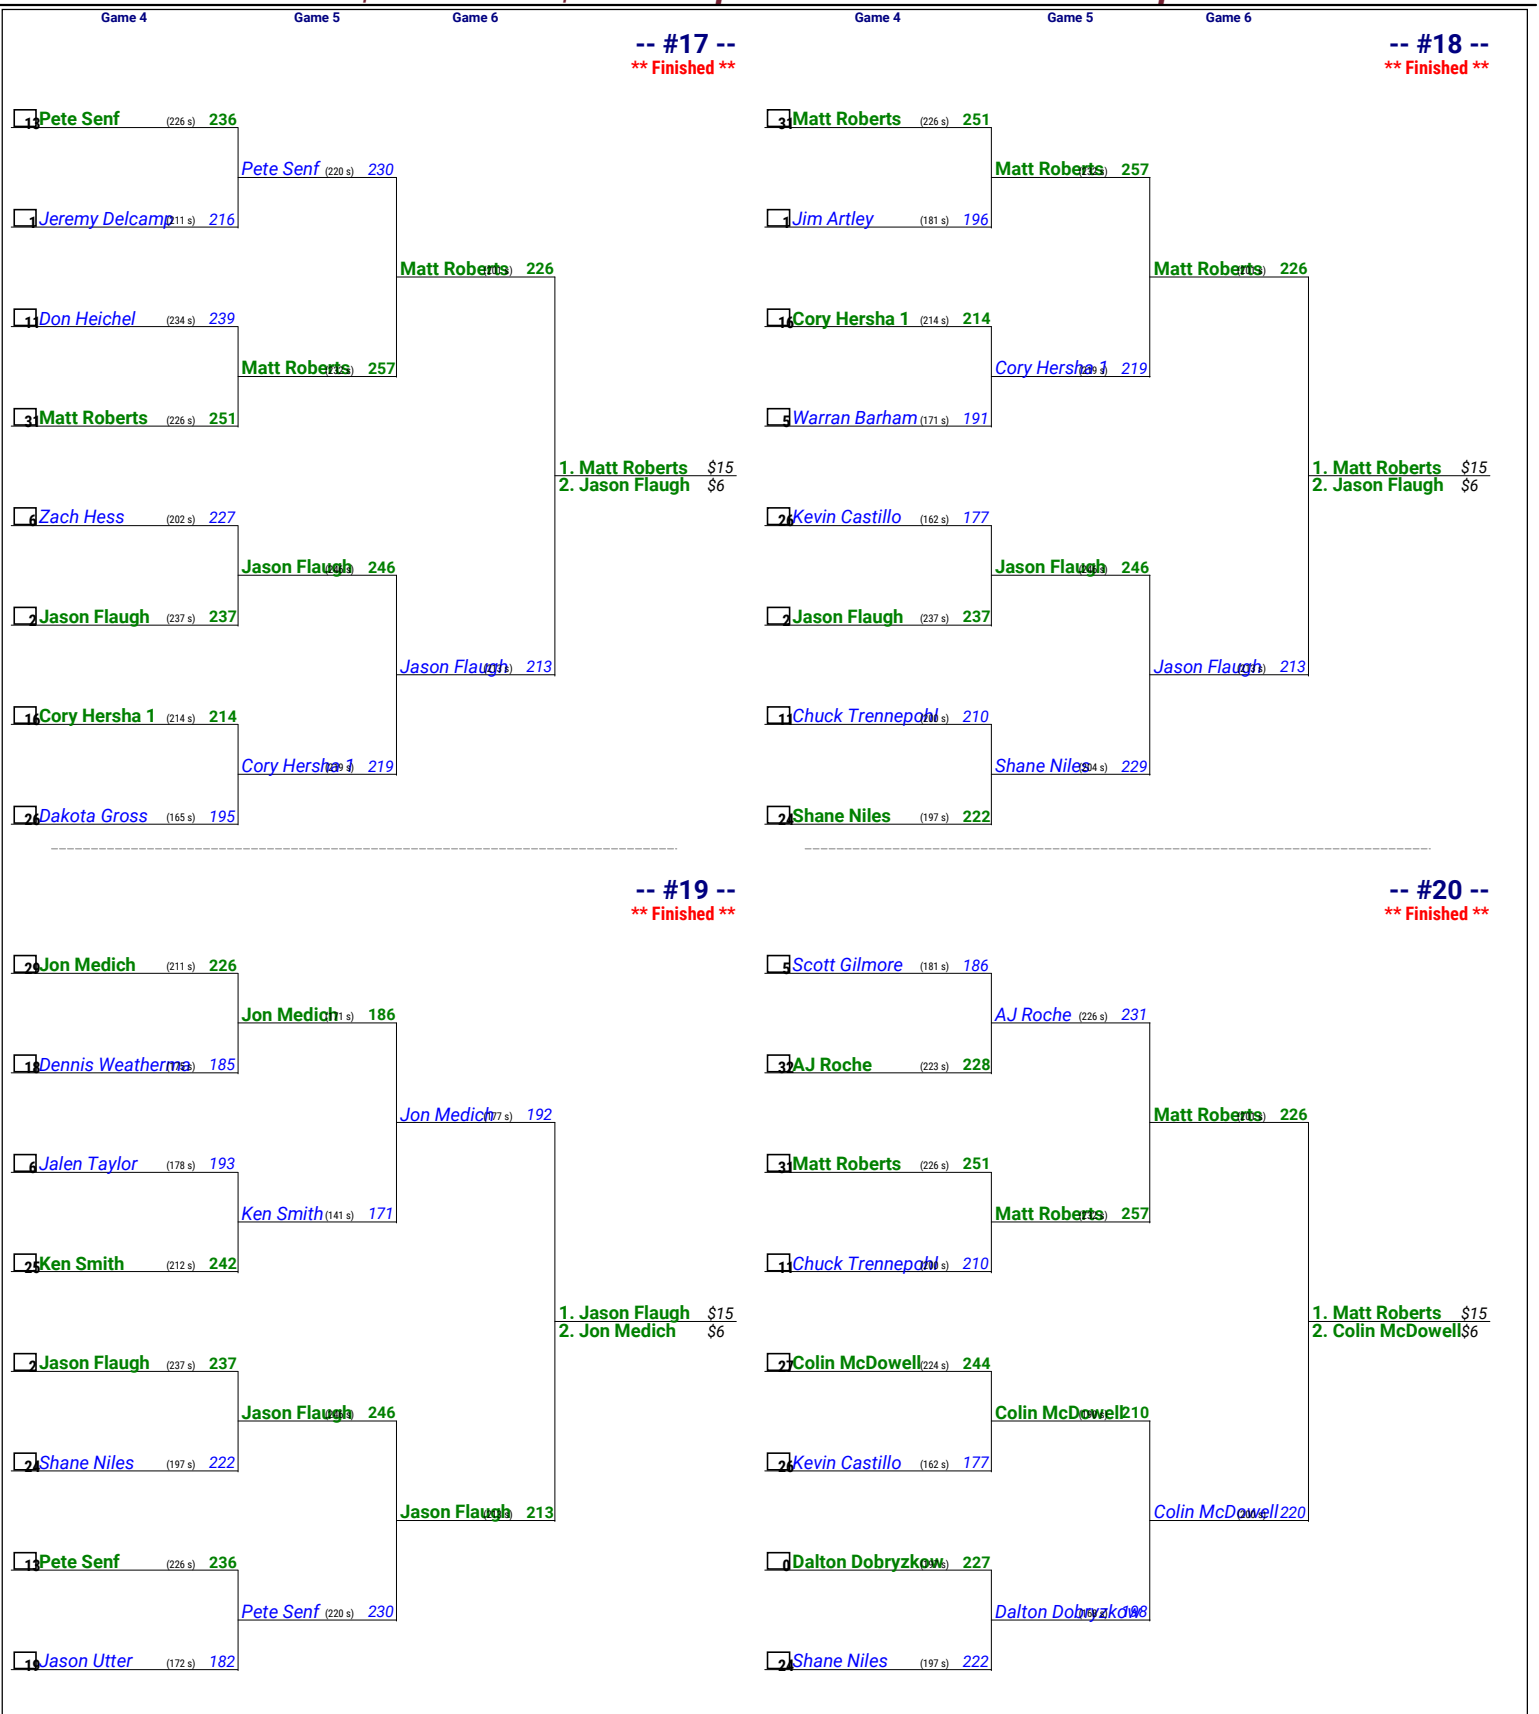 Game 4 Game 5 Game 6 Game 4 Game 5 Game 6
-- #17 --
** Finished **
13 Pete Senf (226 s) 236
Pete Senf (220 s) 230
1 Jeremy Delcamp (211 s) 216
Matt Roberts 226
11 Don Heichel (234 s) 239
Matt Roberts (232 s) 257
31 Matt Roberts (226 s) 251
1. Matt Roberts $15
2. Jason Flaugh $6
6 Zach Hess (202 s) 227
Jason Flaugh 246
2 Jason Flaugh (237 s) 237
Jason Flaugh 213
16 Cory Hersha 1 (214 s) 214
Cory Hersha 1 219
26 Dakota Gross (165 s) 195
-- #18 --
** Finished **
31 Matt Roberts (226 s) 251
Matt Roberts (232 s) 257
1 Jim Artley (181 s) 196
Matt Roberts 226
16 Cory Hersha 1 (214 s) 214
Cory Hersha 1 219
5 Warran Barham (171 s) 191
1. Matt Roberts $15
2. Jason Flaugh $6
26 Kevin Castillo (162 s) 177
Jason Flaugh 246
2 Jason Flaugh (237 s) 237
Jason Flaugh 213
11 Chuck Trennepohl (200 s) 210
Shane Niles (204 s) 229
24 Shane Niles (197 s) 222
-- #19 --
** Finished **
29 Jon Medich (211 s) 226
Jon Medich (171 s) 186
18 Dennis Weatherma 185
Jon Medich (177 s) 192
6 Jalen Taylor (178 s) 193
Ken Smith (141 s) 171
25 Ken Smith (212 s) 242
1. Jason Flaugh $15
2. Jon Medich $6
2 Jason Flaugh (237 s) 237
Jason Flaugh 246
24 Shane Niles (197 s) 222
Jason Flaugh 213
13 Pete Senf (226 s) 236
Pete Senf (220 s) 230
19 Jason Utter (172 s) 182
-- #20 --
** Finished **
5 Scott Gilmore (181 s) 186
AJ Roche (226 s) 231
32 AJ Roche (223 s) 228
Matt Roberts 226
31 Matt Roberts (226 s) 251
Matt Roberts (232 s) 257
11 Chuck Trennepohl (200 s) 210
1. Matt Roberts $15
2. Colin McDowell $6
27 Colin McDowell (224 s) 244
Colin McDowell 210
26 Kevin Castillo (162 s) 177
Colin McDowell 220
0 Dalton Dobryzkow 227
Dalton Dobryzkow 198
24 Shane Niles (197 s) 222